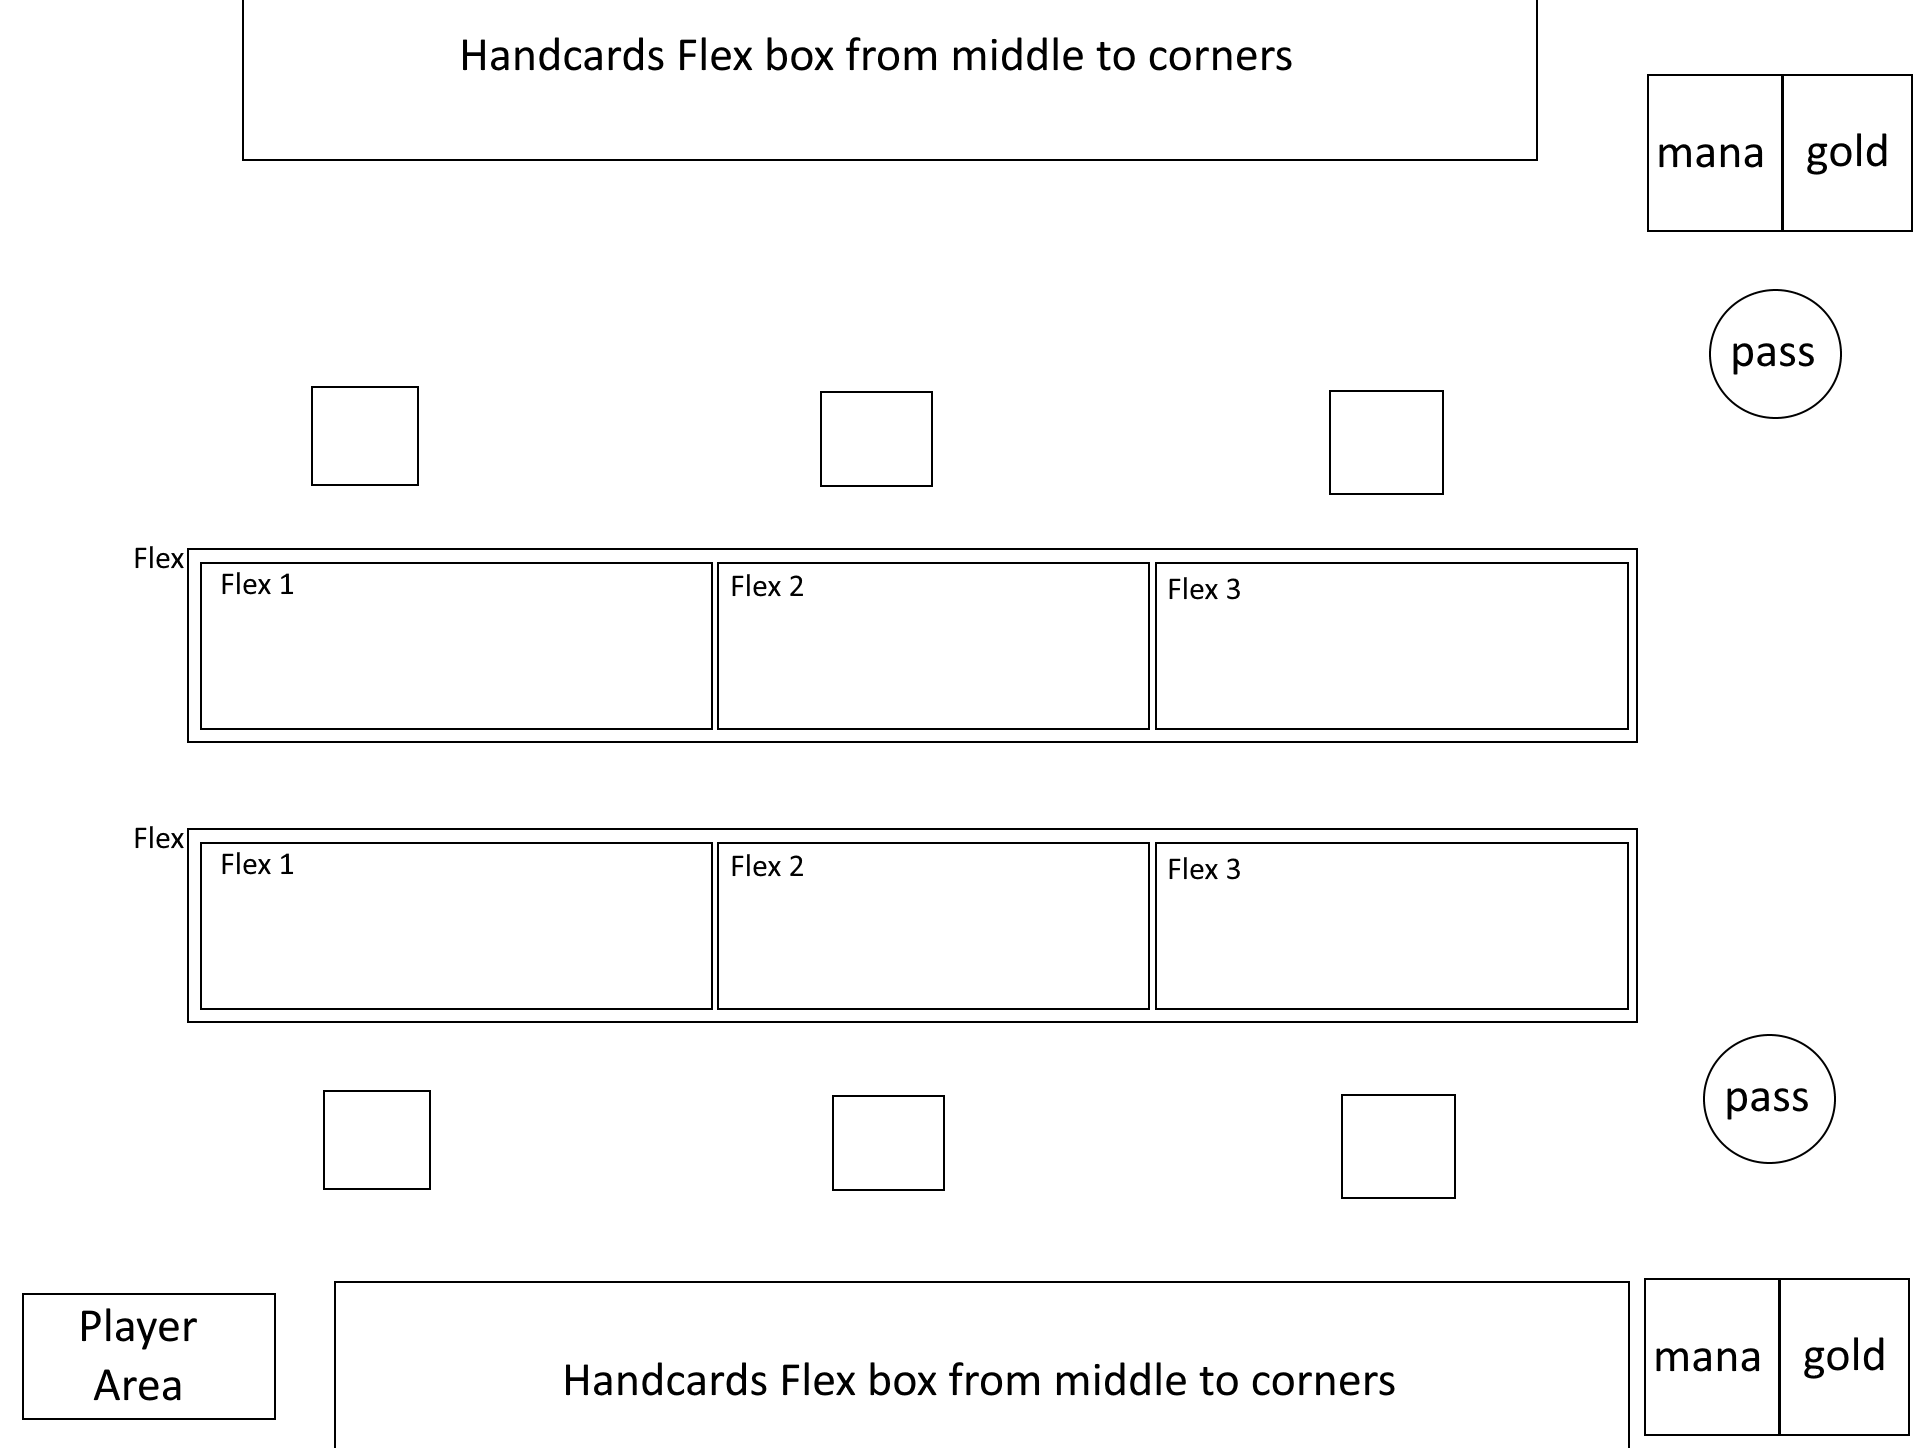 Handcards Flex box from middle to corners
mana
gold
pass
Flex
Flex 1
Flex 2
Flex 3
Flex
Flex 1
Flex 2
Flex 3
pass
Player
Area
Handcards Flex box from middle to corners
mana
gold